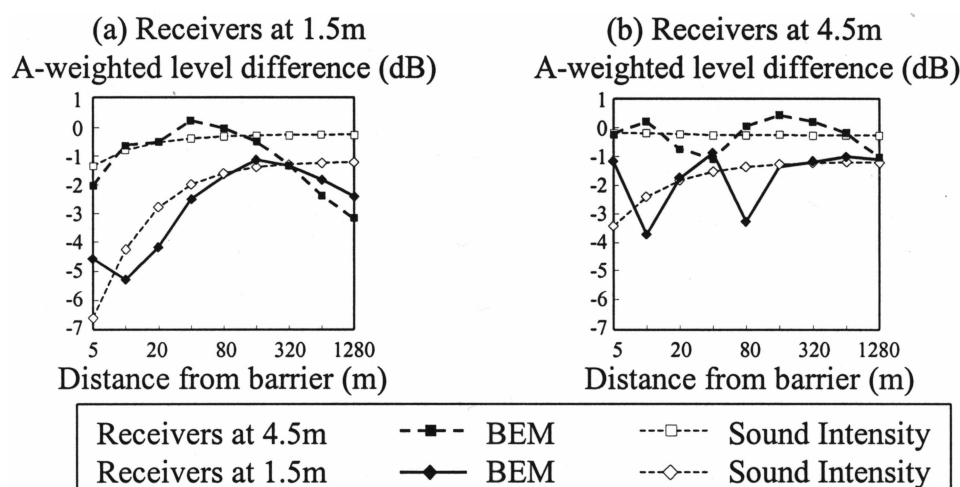 (a) Receivers at 1.5m
A-weighted level difference (dB)
1
0
-1
-2
-3
-4
-5
-6
-7
5 20 80 320 1280
Distance from barrier (m)
(b) Receivers at 4.5m
A-weighted level difference (dB)
1
0
-1
-2
-3
-4
-5
-6
-7
5 20 80 320 1280
Distance from barrier (m)
Receivers at 4.5m BEM Sound Intensity
Receivers at 1.5m BEM Sound Intensity